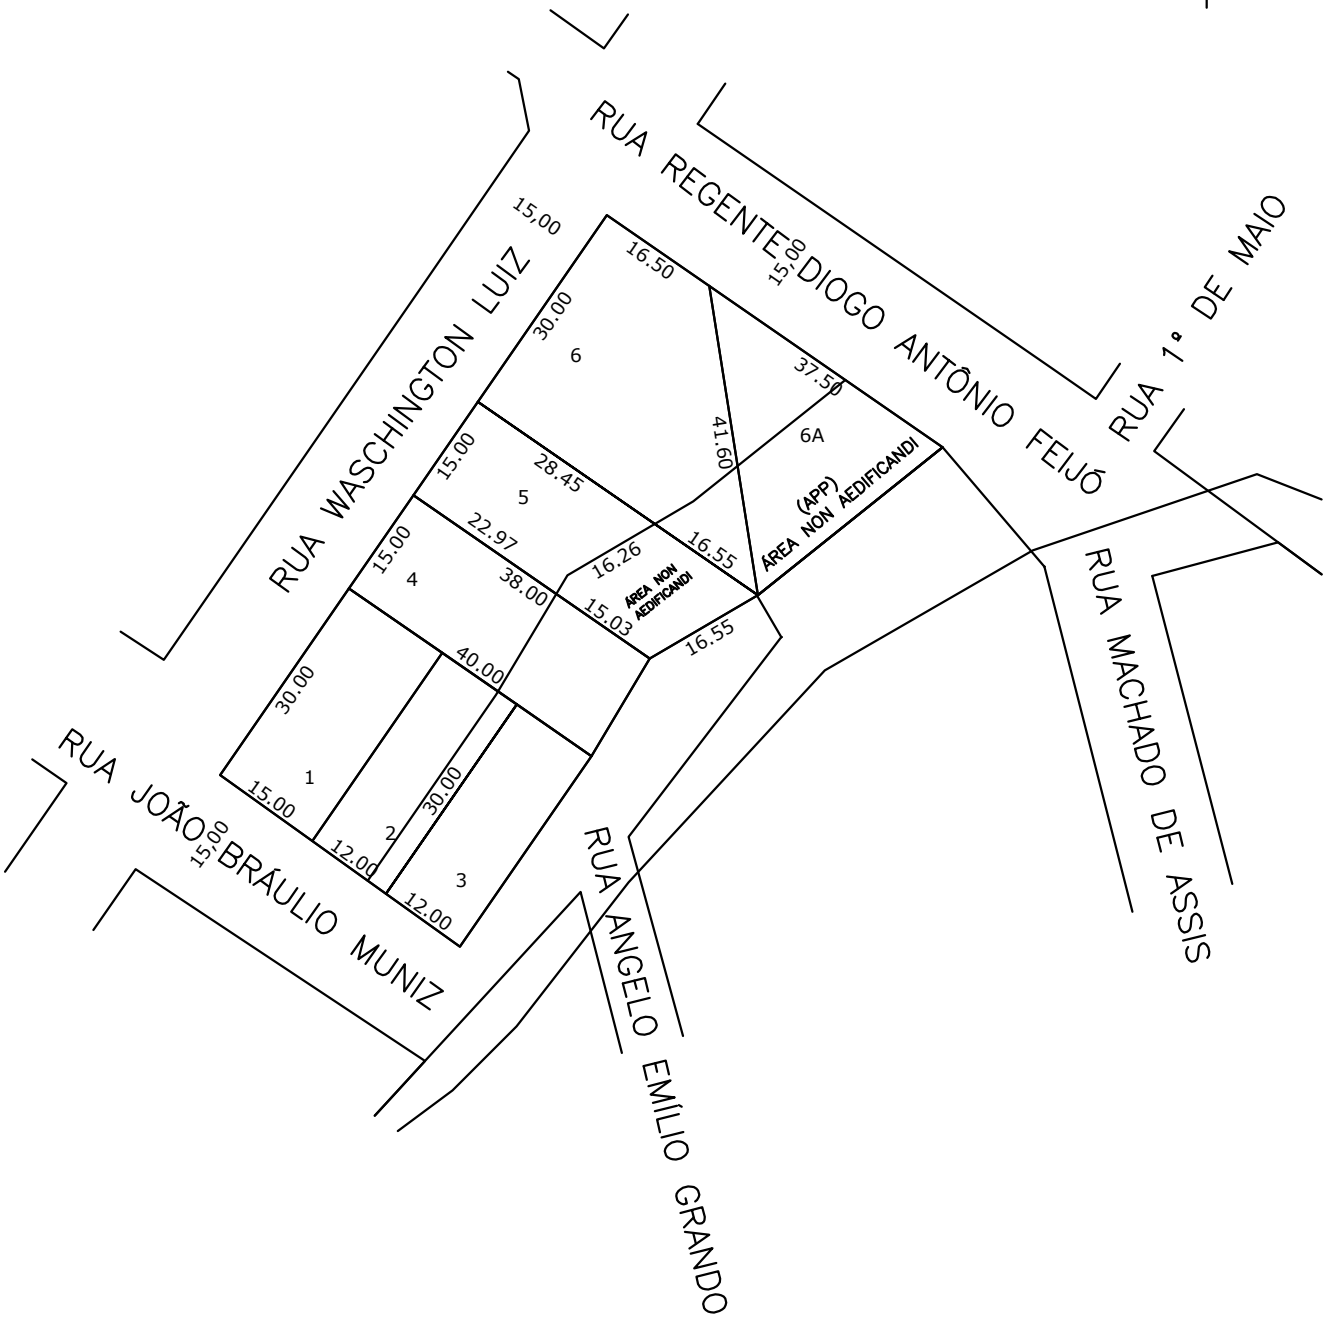 RUA REGENTE DIOGO ANTÔNIO FEIJÓ
15,00
RUA 1º DE MAIO
15,00
RUA WASCHINGTON LUIZ
16.50
30.00
6
37.50
41.60
6A
(APP)
ÁREA NON AEDIFICANDI
15.00
28.45
5
16.55
22.97
16.26
ÁREA NON
AEDIFICANDI
15.00
4
38.00
15.03
16.55
40.00
30.00
1
15.00
2
12.00
30.00
3
12.00
RUA JOÃO BRÁULIO MUNIZ
15,00
RUA MACHADO DE ASSIS
RUA ANGELO EMÍLIO GRANDO